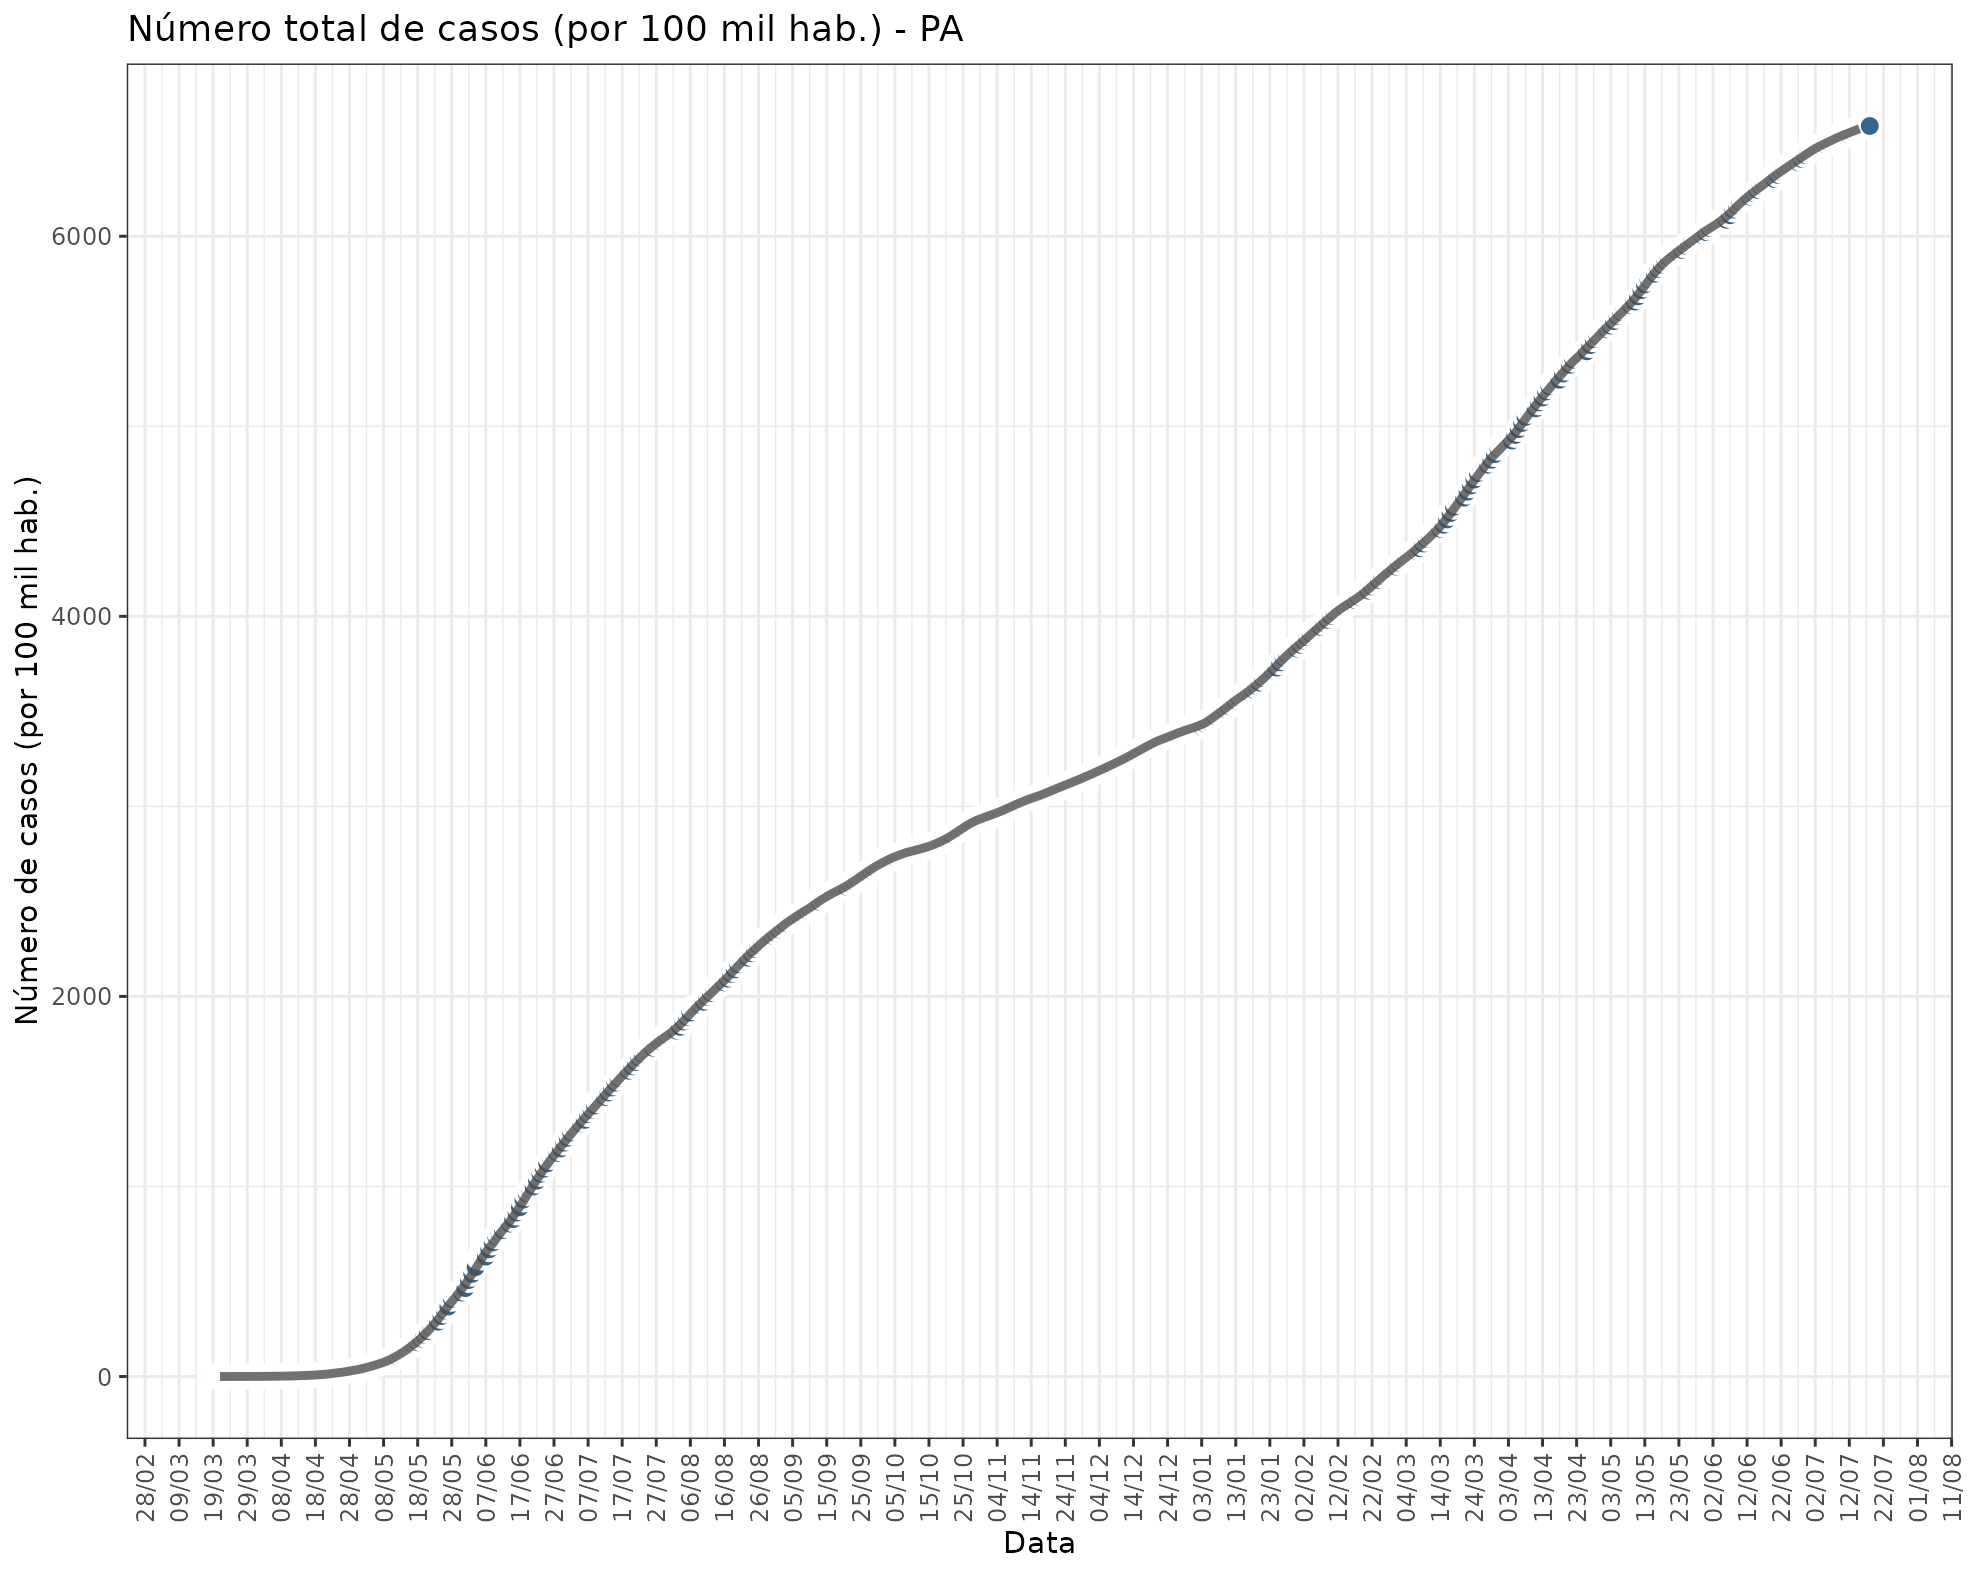 Número total de casos (por 100 mil hab.) - PA
Número de casos (por 100 mil hab.)
6000
4000
2000
0
28/02 09/03 19/03 29/03 08/04 18/04 28/04 08/05 18/05 28/05 07/06 17/06 27/06 07/07 17/07 27/07 06/08 16/08 26/08 05/09 15/09 25/09 05/10 15/10 25/10 04/11 14/11 24/11 04/12 14/12 24/12 03/01 13/01 23/01 02/02 12/02 22/02 04/03 14/03 24/03 03/04 13/04 23/04 03/05 13/05 23/05 02/06 12/06 22/06 02/07 12/07 22/07 01/08 11/08
Data